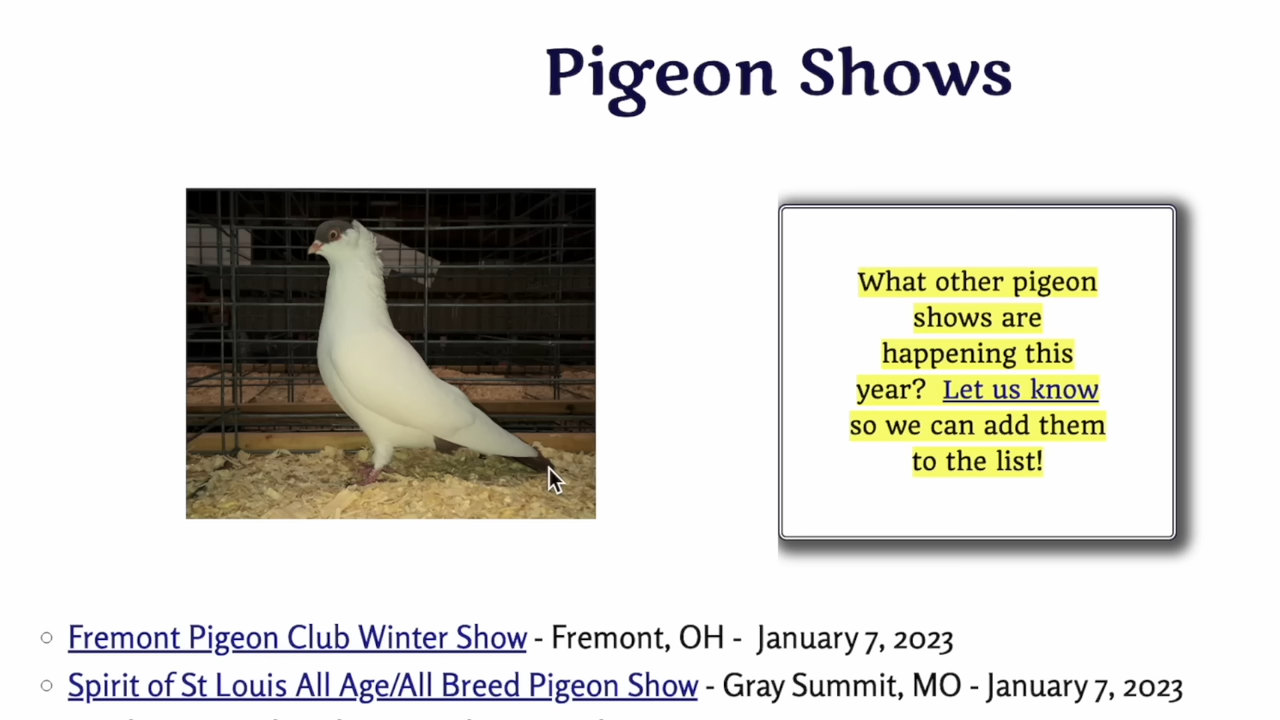 Pigeon Shows
What other pigeon
shows are
happening this
year? Let us know
so we can add them
to the list!
Fremont Pigeon Club Winter Show - Fremont, OH - January 7, 2023
Spirit of St Louis All Age/All Breed Pigeon Show - Gray Summit, MO - January 7, 2023